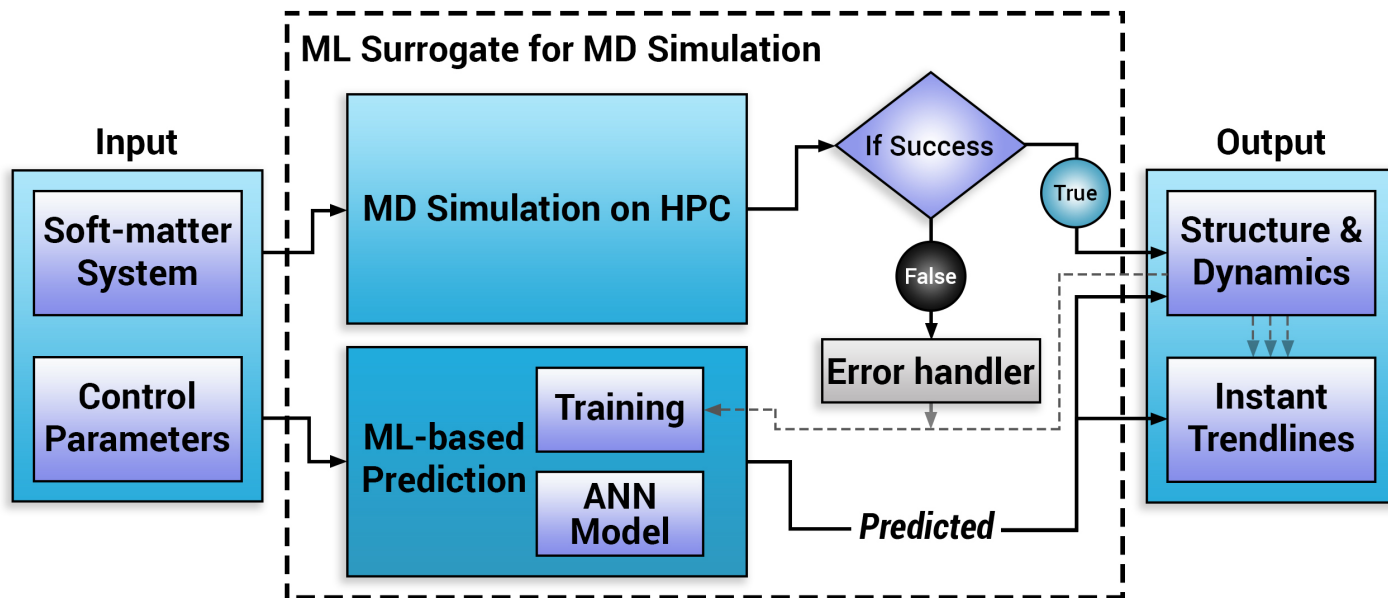 ML Surrogate for MD Simulation
Input
Soft-matter
System
Control
Parameters
MD Simulation on HPC
ML-based
Prediction
Training
ANN
Model
If Success
True
False
Error handler
Predicted
Output
Structure &
Dynamics
Instant
Trendlines